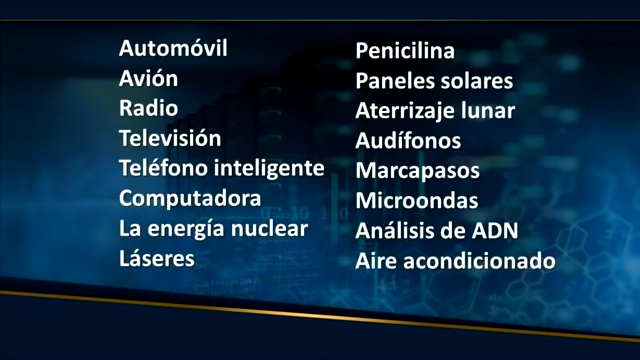 Automóvil
Avión
Radio
Televisión
Teléfono inteligente
Computadora
La energía nuclear
Láseres
Penicilina
Paneles solares
Aterrizaje lunar
Audífonos
Marcapasos
Microondas
Análisis de ADN
Aire acondicionado